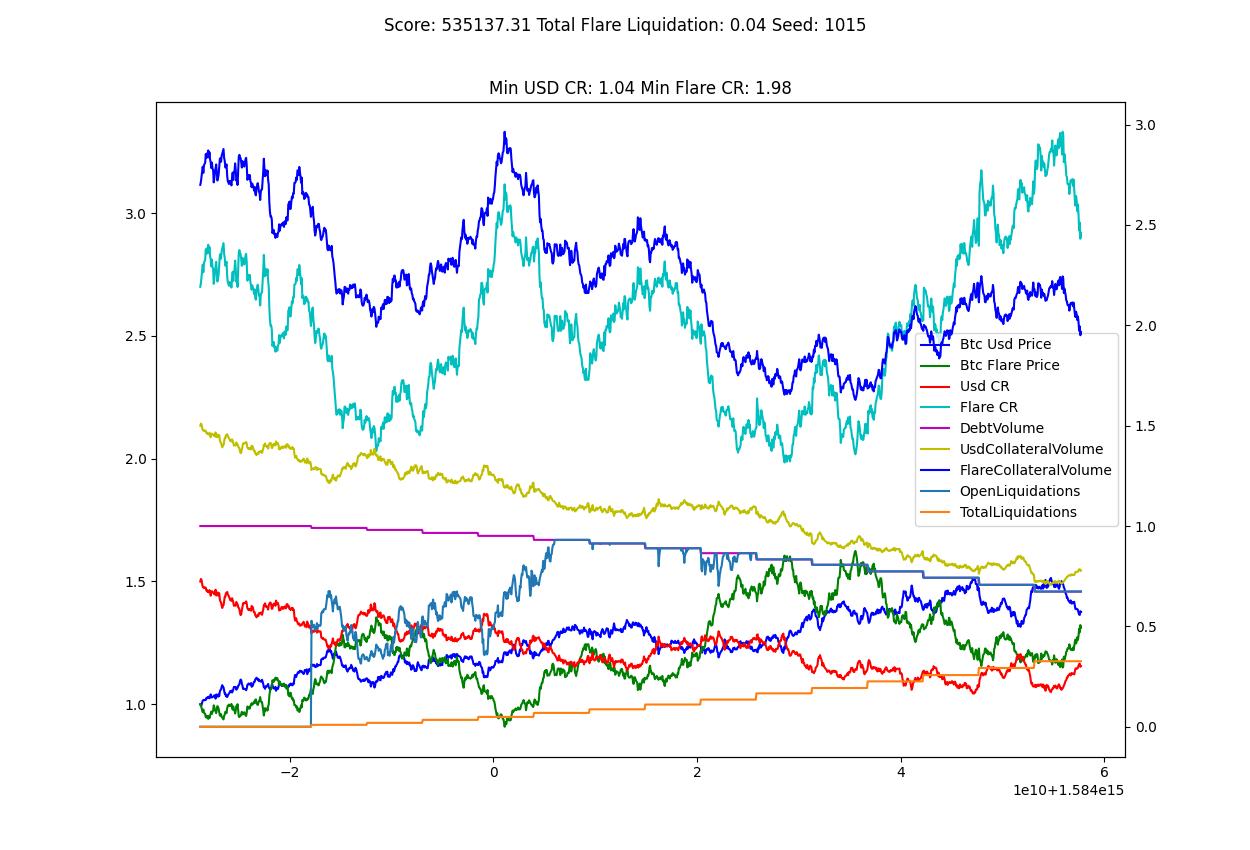 Score: 535137.31 Total Flare Liquidation: 0.04 Seed: 1015
Min USD CR: 1.04 Min Flare CR: 1.98
3.0
2.5
2.0
1.5
1.0
3.0
2.5
2.0
1.5
1.0
0.5
0.0
Btc Usd Price
Btc Flare Price
Usd CR
Flare CR
DebtVolume
UsdCollateralVolume
FlareCollateralVolume
OpenLiquidations
TotalLiquidations
−2 0 2 4 6
1e10+1.584e15